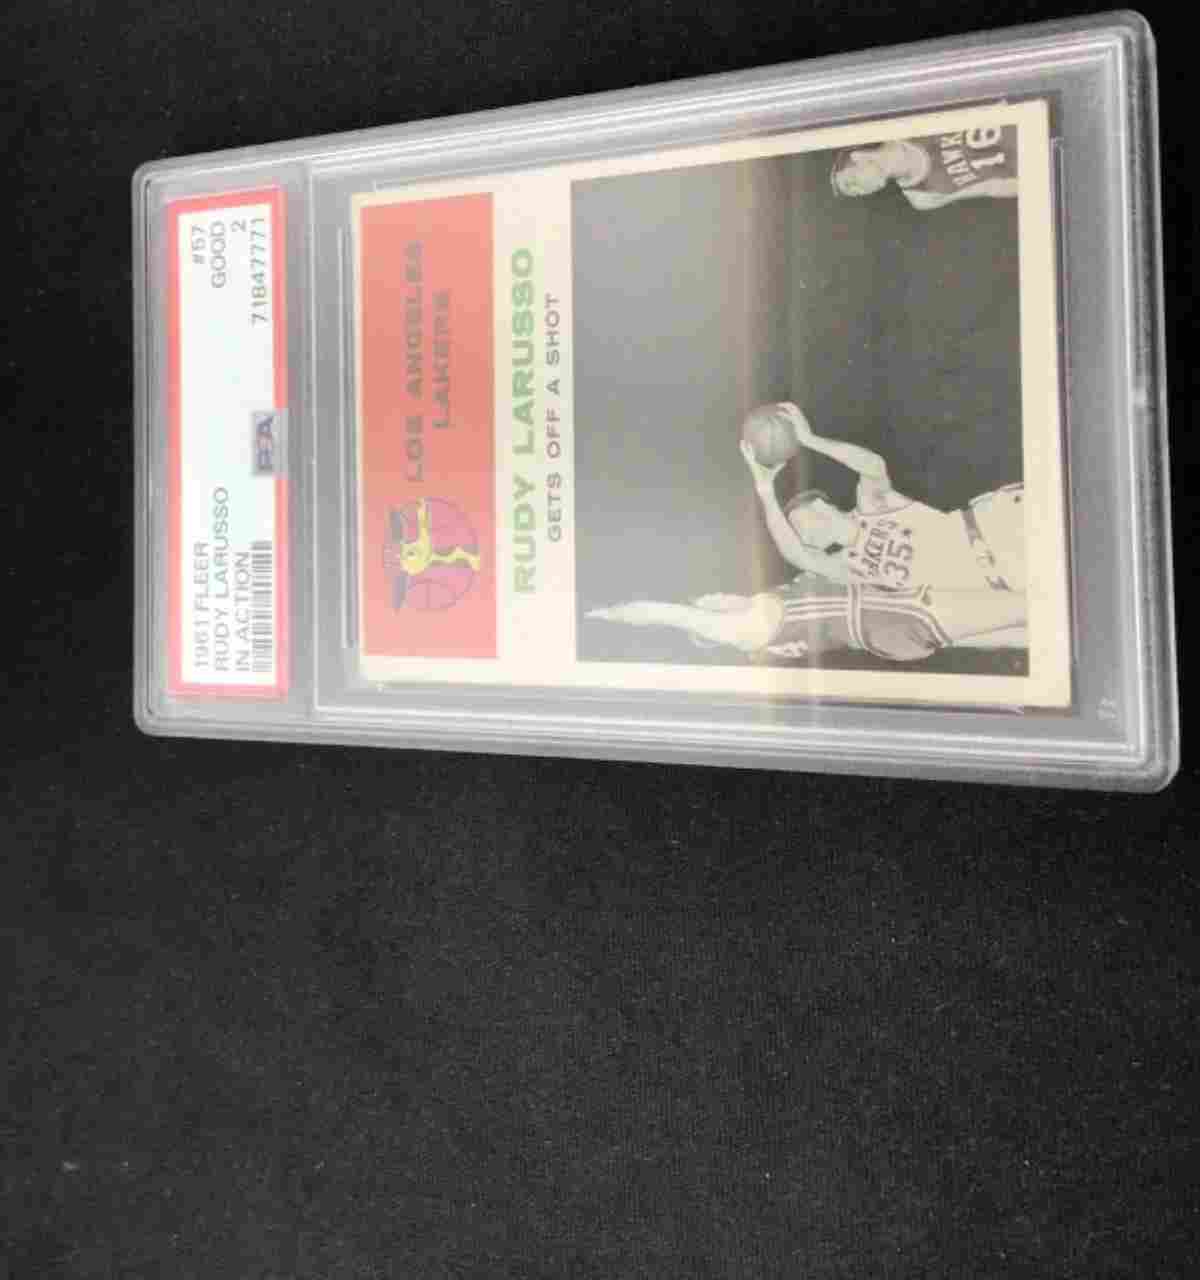 1961 FLEER
RUDY LARUSSO
IN ACTION
#57
GOOD
2
71847771
PSA
LOS ANGELES
LAKERS
RUDY LARUSSO
GETS OFF A SHOT
LAKERS
35
HAWK
16